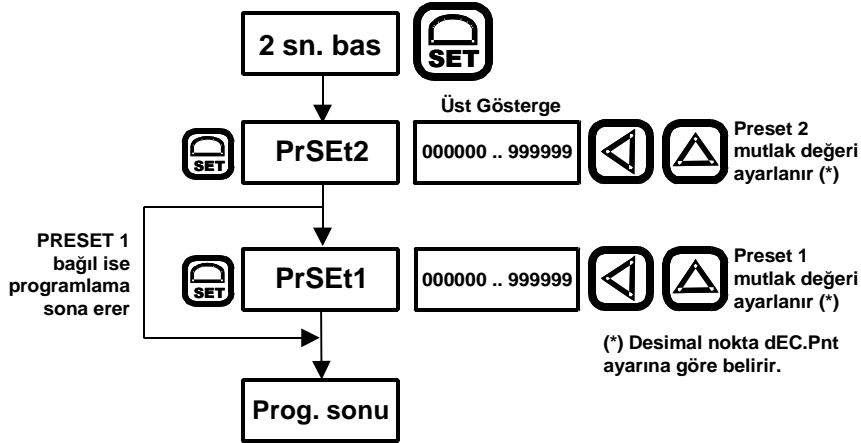 2 sn. bas
SET
Üst Gösterge
SET
PrSEt2
000000 .. 999999
Preset 2
mutlak değeri
ayarlanır (*)
PRESET 1
bağıl ise
programlama
sona erer
SET
PrSEt1
000000 .. 999999
Preset 1
mutlak değeri
ayarlanır (*)
(*) Desimal nokta dEC.Pnt
ayarına göre belirir.
Prog. sonu